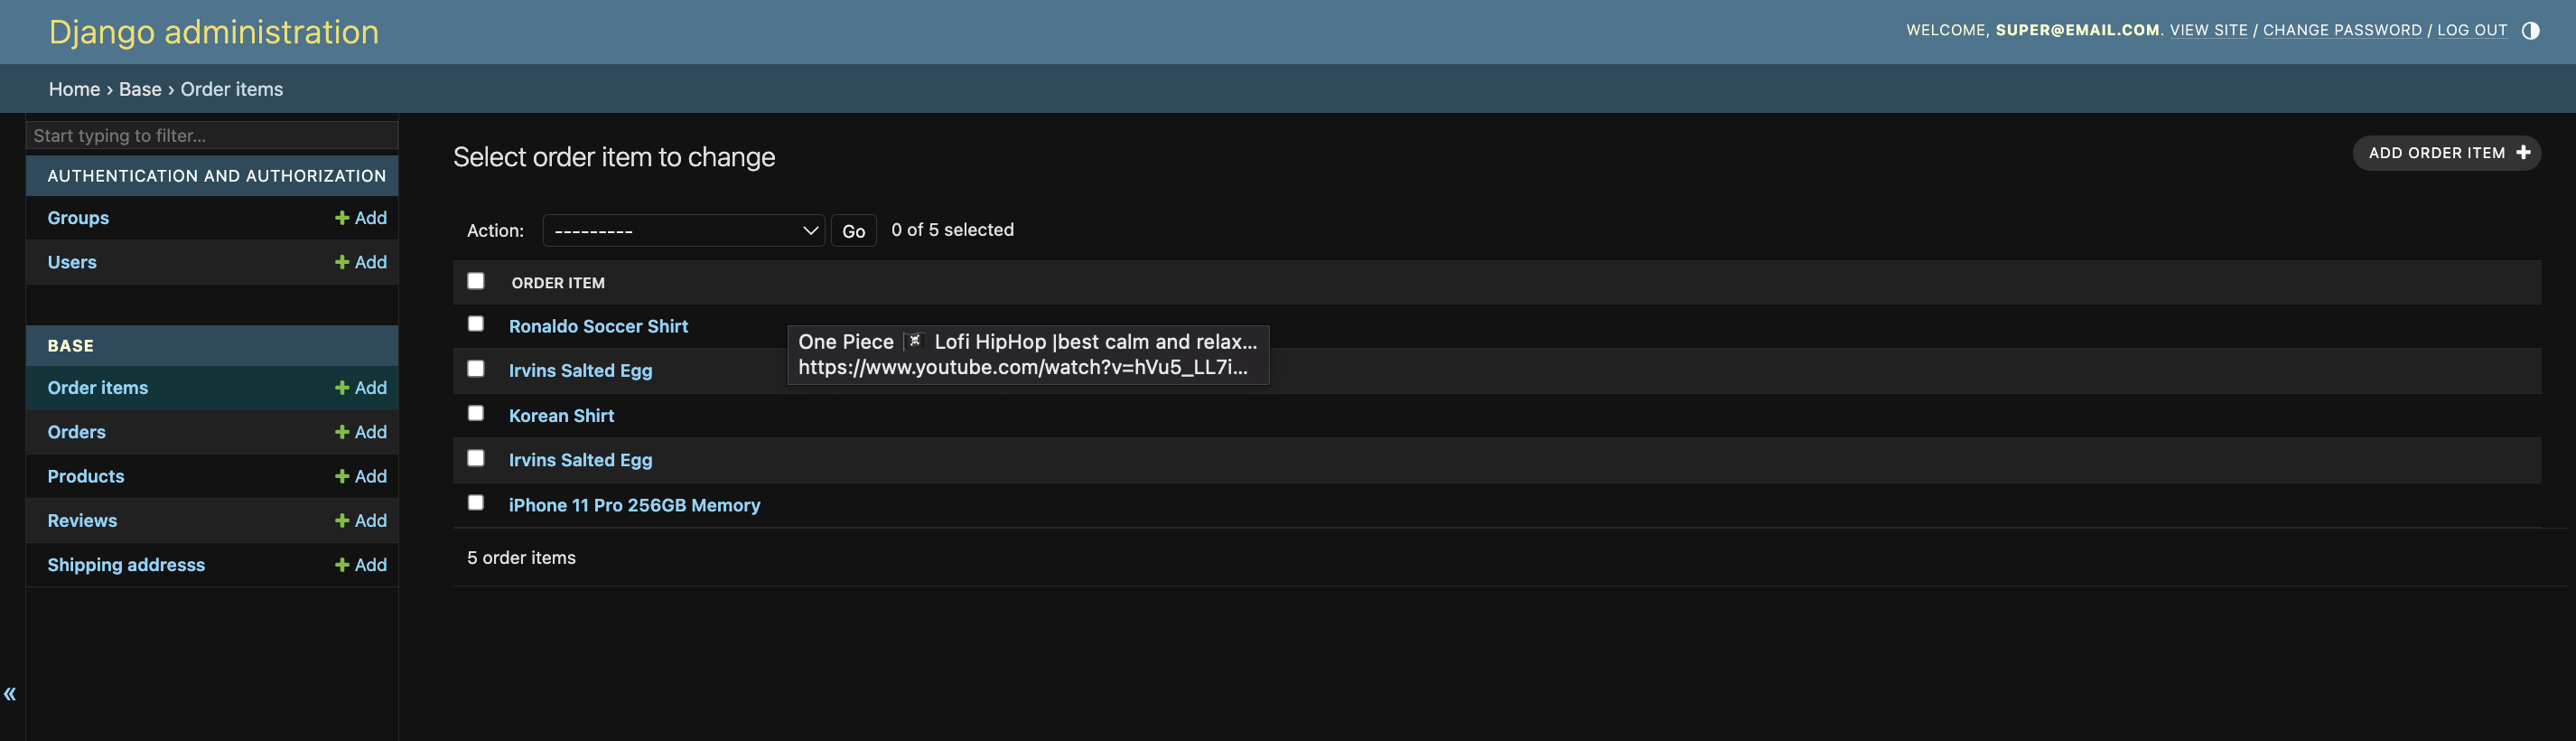 Django administration
WELCOME, SUPER@EMAIL.COM. VIEW SITE / CHANGE PASSWORD / LOG OUT
Home › Base › Order items
Start typing to filter...
AUTHENTICATION AND AUTHORIZATION
Groups + Add
Users + Add
BASE
Order items + Add
Orders + Add
Products + Add
Reviews + Add
Shipping addresss + Add
«
Select order item to change
ADD ORDER ITEM +
Action: --------- Go 0 of 5 selected
ORDER ITEM
Ronaldo Soccer Shirt
One Piece 🏴‍☠️ Lofi HipHop |best calm and relax...
https://www.youtube.com/watch?v=hVu5_LL7i...
Irvins Salted Egg
Korean Shirt
Irvins Salted Egg
iPhone 11 Pro 256GB Memory
5 order items